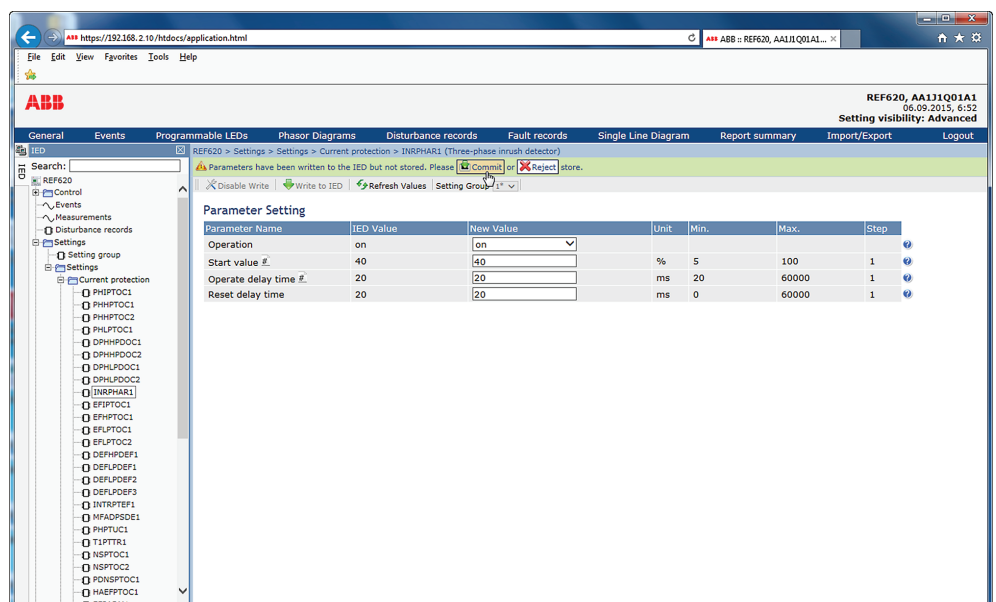 ABB https://192.168.2.10/htdocs/application.html
ABB ABB :: REF620, AA1J1Q01A1...
File Edit View Favorites Tools Help
ABB
REF620, AA1J1Q01A1
06.09.2015, 6:52
Setting visibility: Advanced
General Events Programmable LEDs Phasor Diagrams Disturbance records Fault records Single Line Diagram Report summary Import/Export Logout
IED
IED
Search:
REF620
Control
Events
Measurements
Disturbance records
Settings
Setting group
Settings
Current protection
PHIPTOC1
PHHPTOC1
PHHPTOC2
PHLPTOC1
DPHHPDOC1
DPHHPDOC2
DPHLPDOC1
DPHLPDOC2
INRPHAR1
EFIPTOC1
EFHPTOC1
EFLPTOC1
EFLPTOC2
DEFHPDEF1
DEFLPDEF1
DEFLPDEF2
DEFLPDEF3
INTRPTEF1
MFADPSDE1
PHPTUC1
T1PTTR1
NSPTOC1
NSPTOC2
PDNSPTOC1
HAEFPTOC1
REF620 > Settings > Settings > Current protection > INRPHAR1 (Three-phase inrush detector)
Parameters have been written to the IED but not stored. Please Commit or Reject store.
Disable Write Write to IED Refresh Values Setting Group 1*
Parameter Setting
Parameter Name IED Value New Value Unit Min. Max. Step
Operation on on
Start value # 40 40 % 5 100 1
Operate delay time # 20 20 ms 20 60000 1
Reset delay time 20 20 ms 0 60000 1